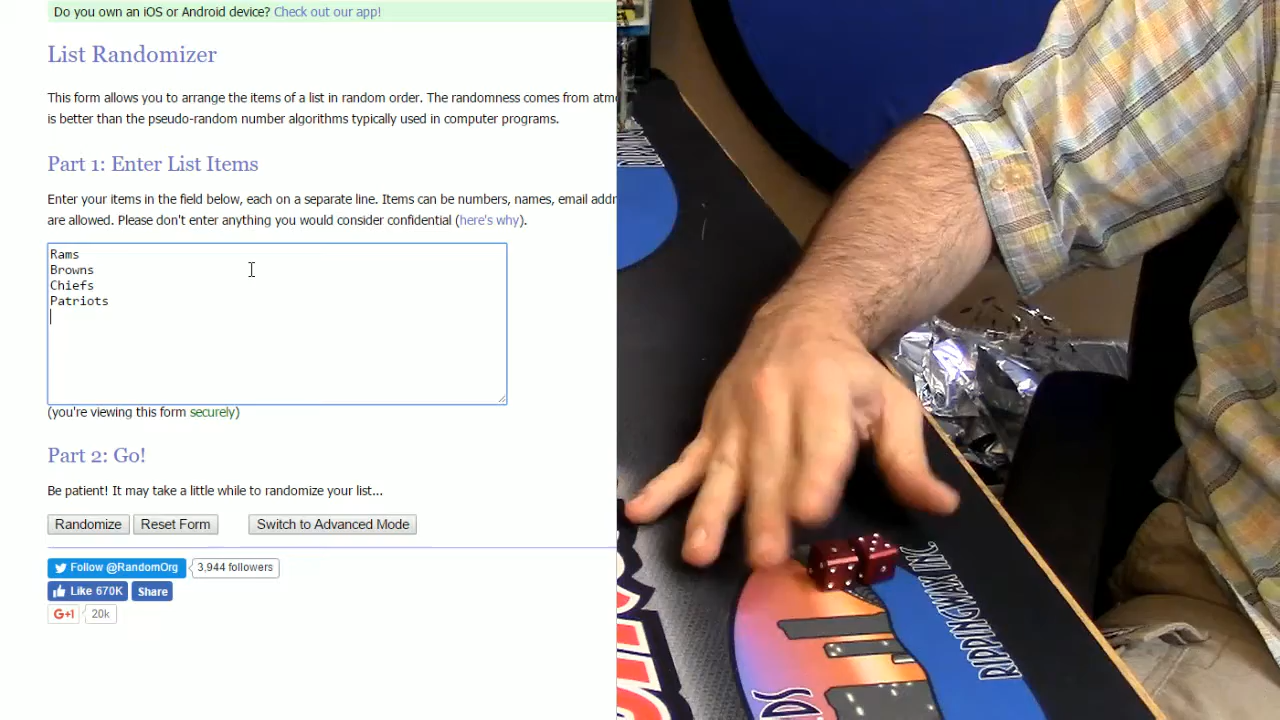 Do you own an iOS or Android device? Check out our app!
List Randomizer
This form allows you to arrange the items of a list in random order. The randomness comes from
is better than the pseudo-random number algorithms typically used in computer programs.
Part 1: Enter List Items
Enter your items in the field below, each on a separate line. Items can be numbers, names, email
are allowed. Please don't enter anything you would consider confidential (here's why).
Rams
Browns
Chiefs
Patriots
(you're viewing this form securely)
Part 2: Go!
Be patient! It may take a little while to randomize your list...
Randomize Reset Form Switch to Advanced Mode
Follow @RandomOrg 3,944 followers
Like 670K Share
G+1 20k
RIPPINGWAX INC.